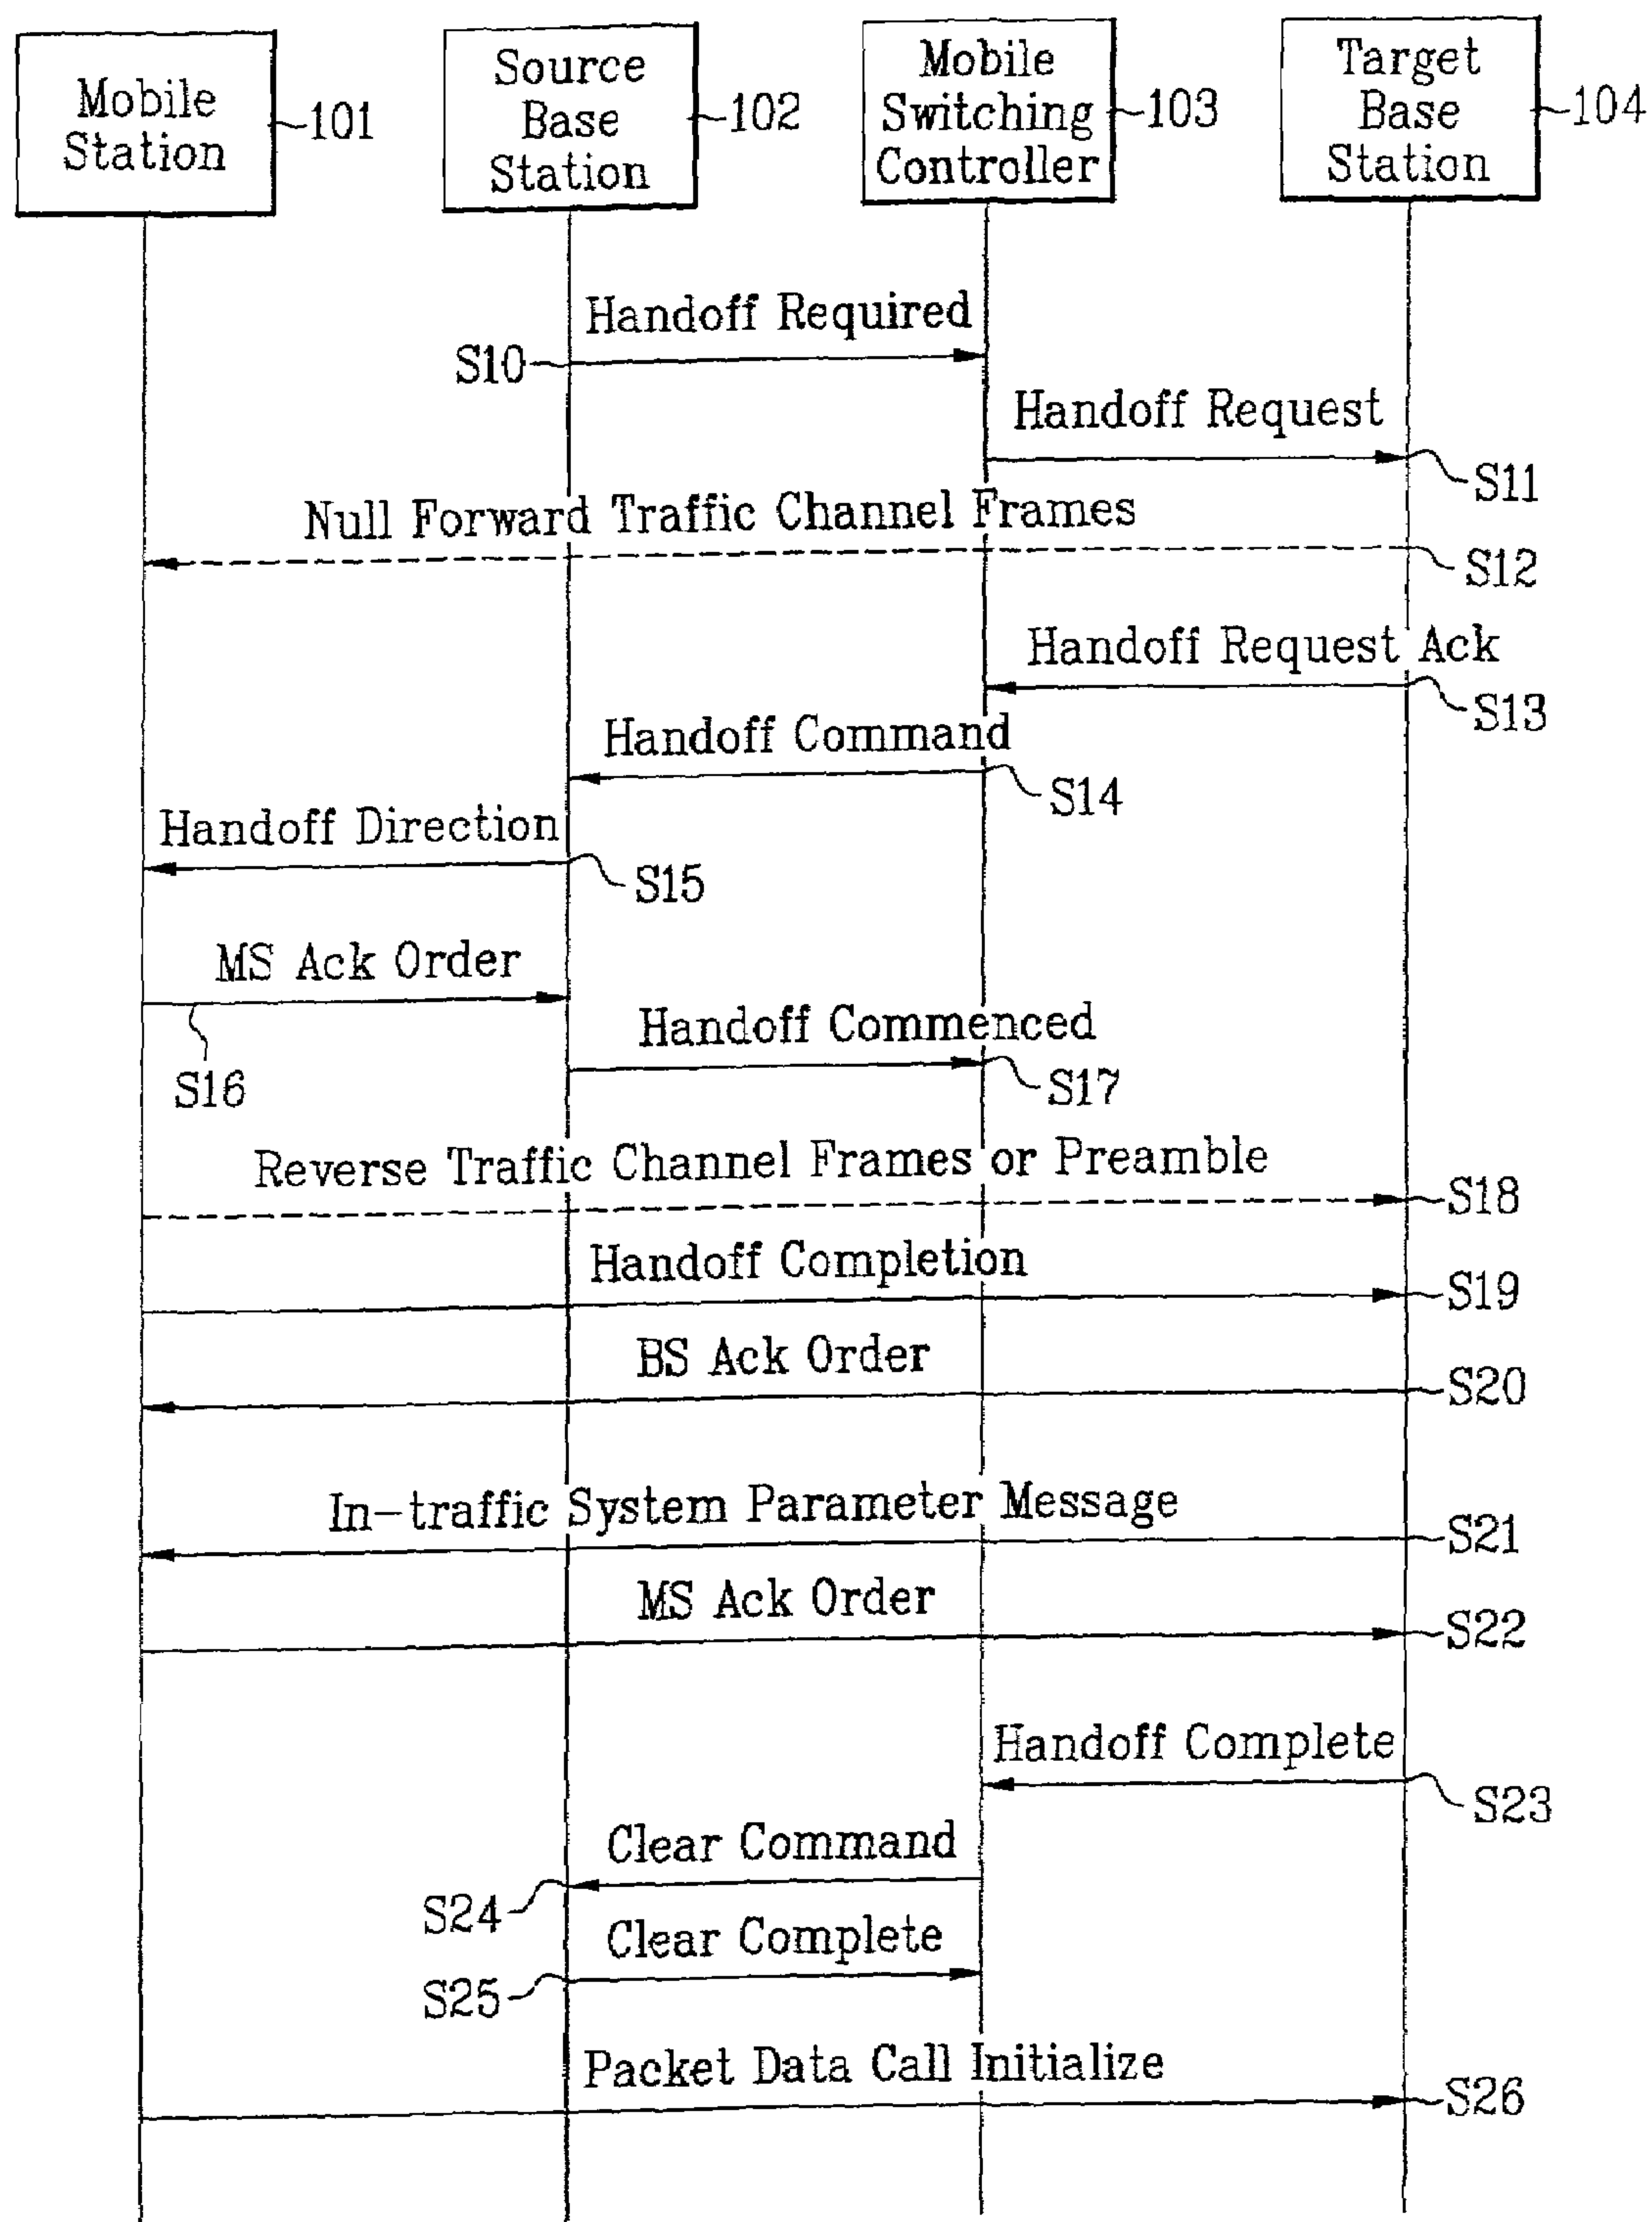 Mobile
Station
101
Source
Base
Station
102
Mobile
Switching
Controller
103
Target
Base
Station
104
Handoff Required
S10
Handoff Request
S11
Null Forward Traffic Channel Frames
S12
Handoff Request Ack
S13
Handoff Command
S14
Handoff Direction
S15
MS Ack Order
S16
Handoff Commenced
S17
Reverse Traffic Channel Frames or Preamble
S18
Handoff Completion
S19
BS Ack Order
S20
In-traffic System Parameter Message
S21
MS Ack Order
S22
Handoff Complete
S23
Clear Command
S24
Clear Complete
S25
Packet Data Call Initialize
S26